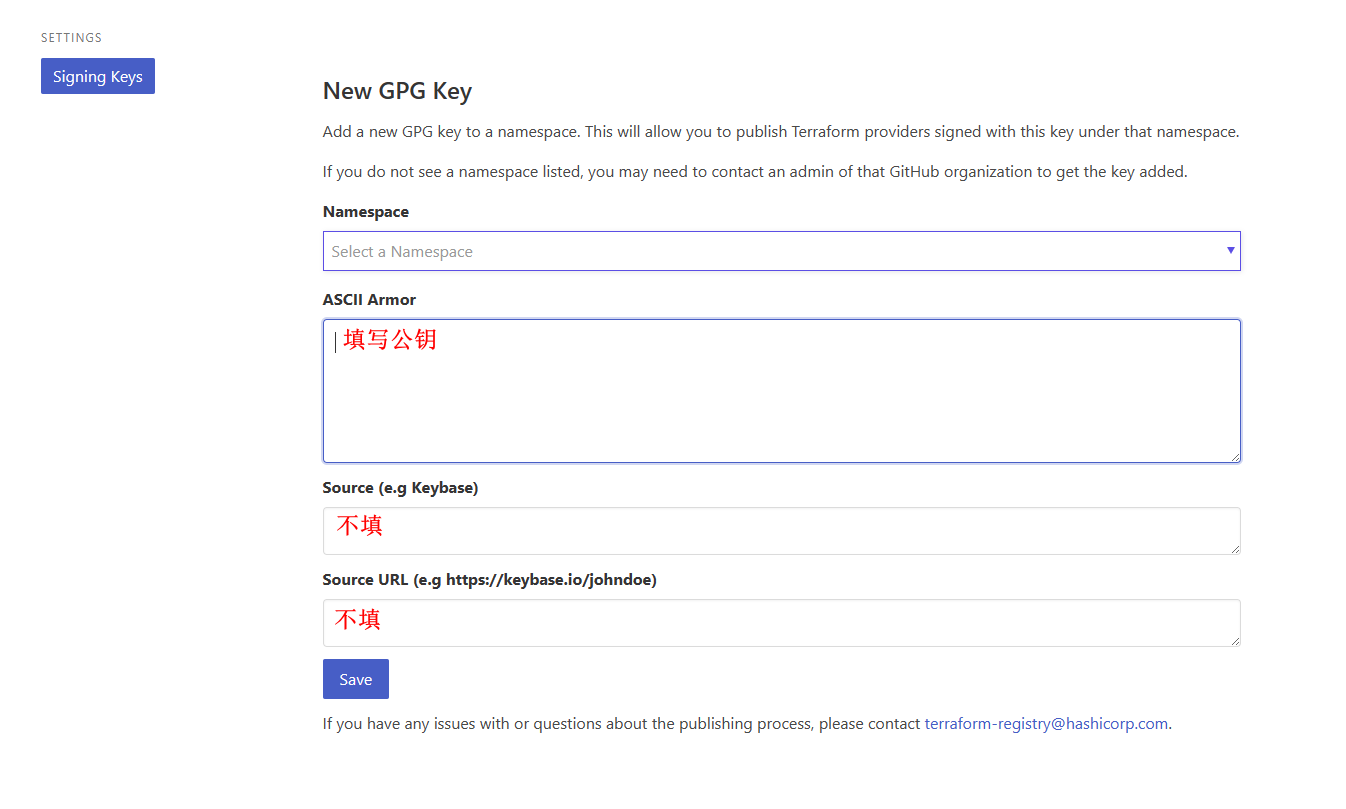 SETTINGS
Signing Keys
New GPG Key
Add a new GPG key to a namespace. This will allow you to publish Terraform providers signed with this key under that namespace.
If you do not see a namespace listed, you may need to contact an admin of that GitHub organization to get the key added.
Namespace
Select a Namespace
ASCII Armor
填写公钥
Source (e.g Keybase)
不填
Source URL (e.g https://keybase.io/johndoe)
不填
Save
If you have any issues with or questions about the publishing process, please contact terraform-registry@hashicorp.com.